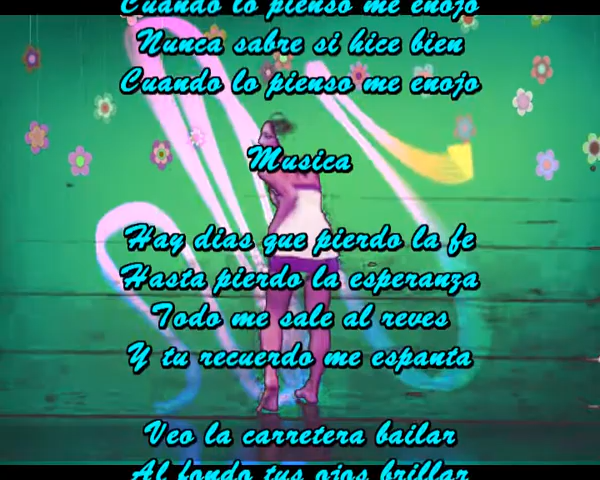 Cuando lo pienso me enojo
Nunca sabre si hice bien
Cuando lo pienso me enojo
Musica
Hay dias que pierdo la fe
Hasta pierdo la esperanza
Todo me sale al reves
Y tu recuerdo me espanta
Veo la carretera bailar
Al fondo tus ojos brillar